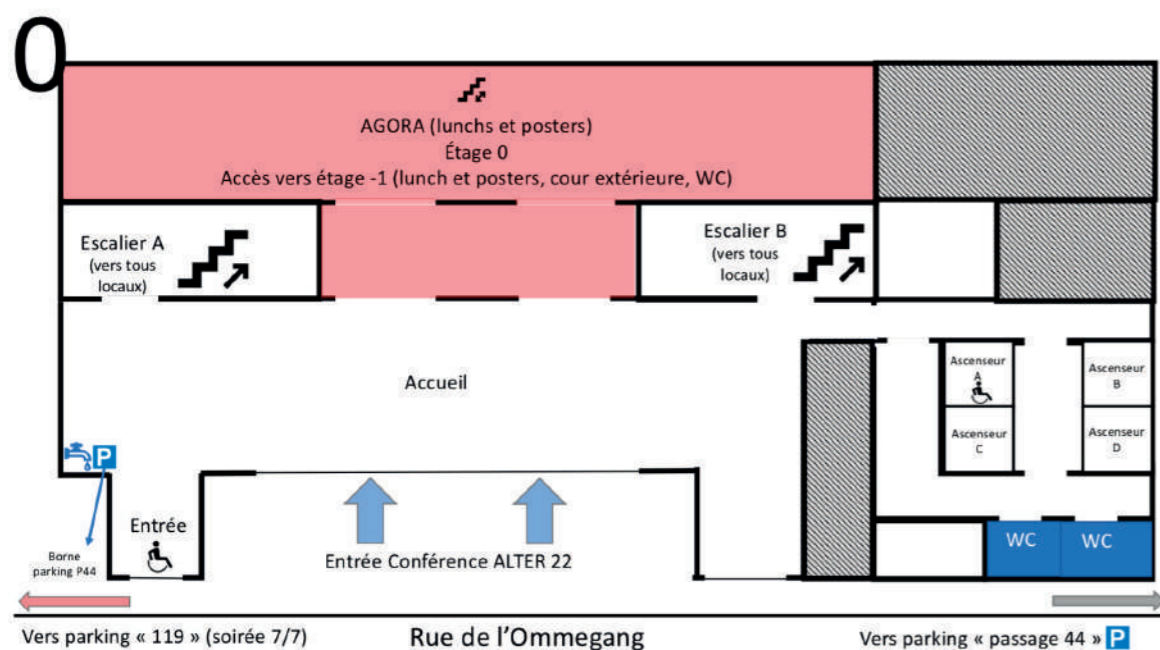 0
AGORA (lunchs et posters)
Étage 0
Accès vers étage -1 (lunch et posters, cour extérieure, WC)
Escalier A
(vers tous
locaux)
Escalier B
(vers tous
locaux)
Accueil
Ascenseur
A
Ascenseur
B
Ascenseur
C
Ascenseur
D
P
Entrée
Borne
parking P44
Entrée Conférence ALTER 22
WC
WC
Vers parking « 119 » (soirée 7/7)
Rue de l’Ommegang
Vers parking « passage 44 » P